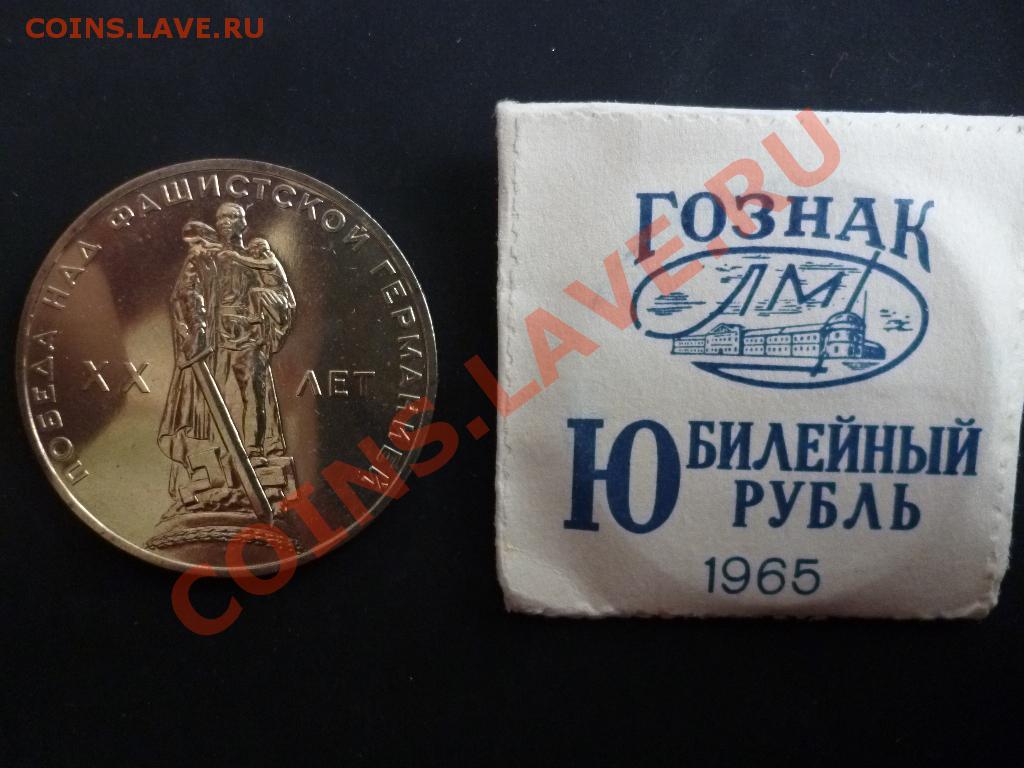 COINS.LAVE.RU
ПОБЕДА НАД ФАШИСТСКОЙ ГЕРМАНИЕЙ
XX ЛЕТ
ГОЗНАК
ЛМ
ЮБИЛЕЙНЫЙ
РУБЛЬ
1965
COINS.LAVE.RU